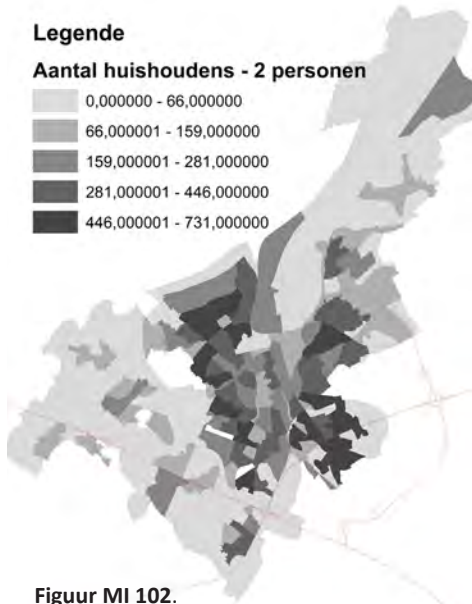 Legende
Aantal huishoudens - 2 personen
0,000000 - 66,000000
66,000001 - 159,000000
159,000001 - 281,000000
281,000001 - 446,000000
446,000001 - 731,000000
Figuur MI 102.